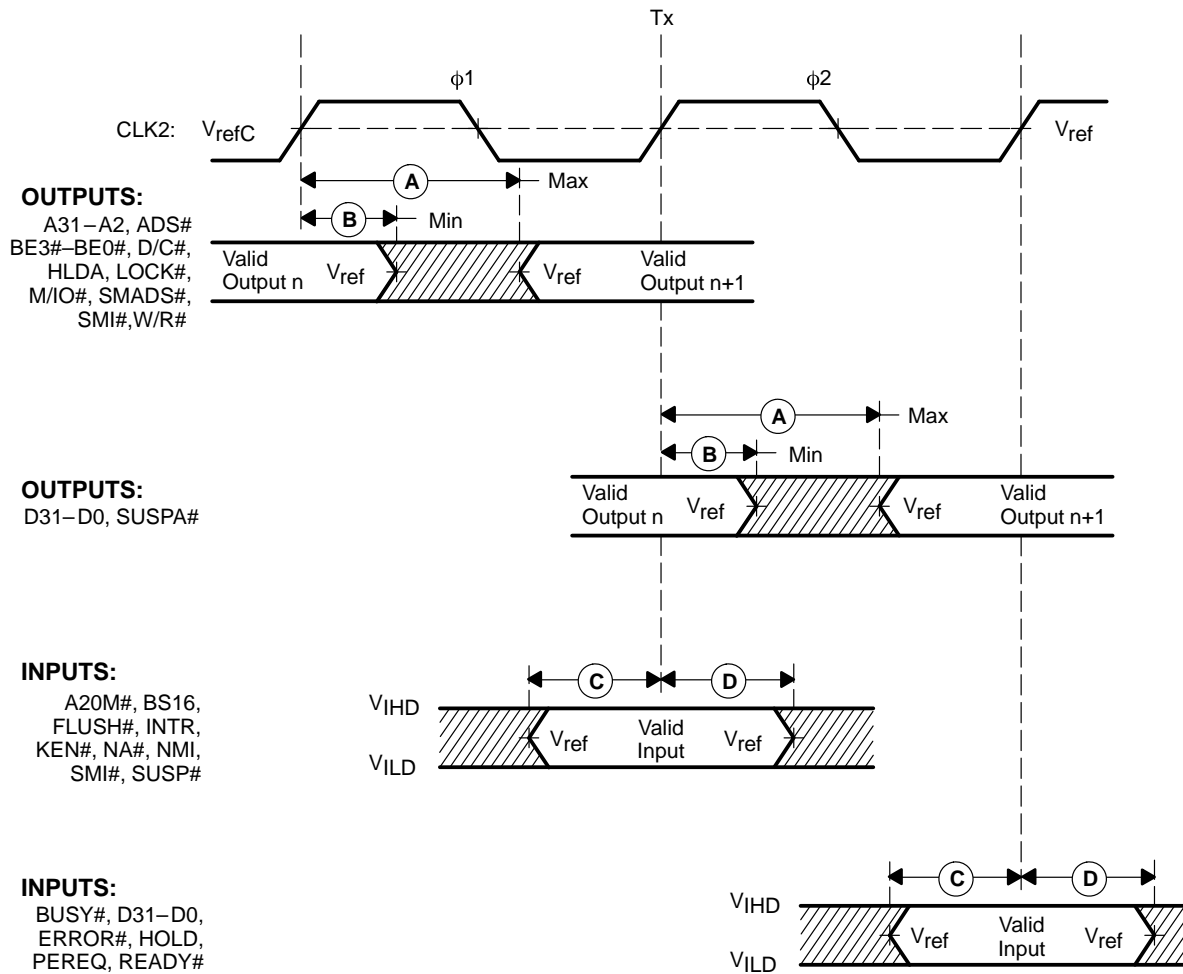 Tx
ϕ1
ϕ2
CLK2: VrefC
Vref
A
Max
B
Min
OUTPUTS:
A31–A2, ADS#
BE3#–BE0#, D/C#,
HLDA, LOCK#,
M/IO#, SMADS#,
SMI#,W/R#
Valid
Output n
Vref
Vref
Valid
Output n+1
A
Max
B
Min
OUTPUTS:
D31–D0, SUSPA#
Valid
Output n
Vref
Vref
Valid
Output n+1
INPUTS:
A20M#, BS16,
FLUSH#, INTR,
KEN#, NA#, NMI,
SMI#, SUSP#
C
D
VIHD
VILD
Vref
Valid
Input
Vref
INPUTS:
BUSY#, D31–D0,
ERROR#, HOLD,
PEREQ, READY#
C
D
VIHD
VILD
Vref
Valid
Input
Vref